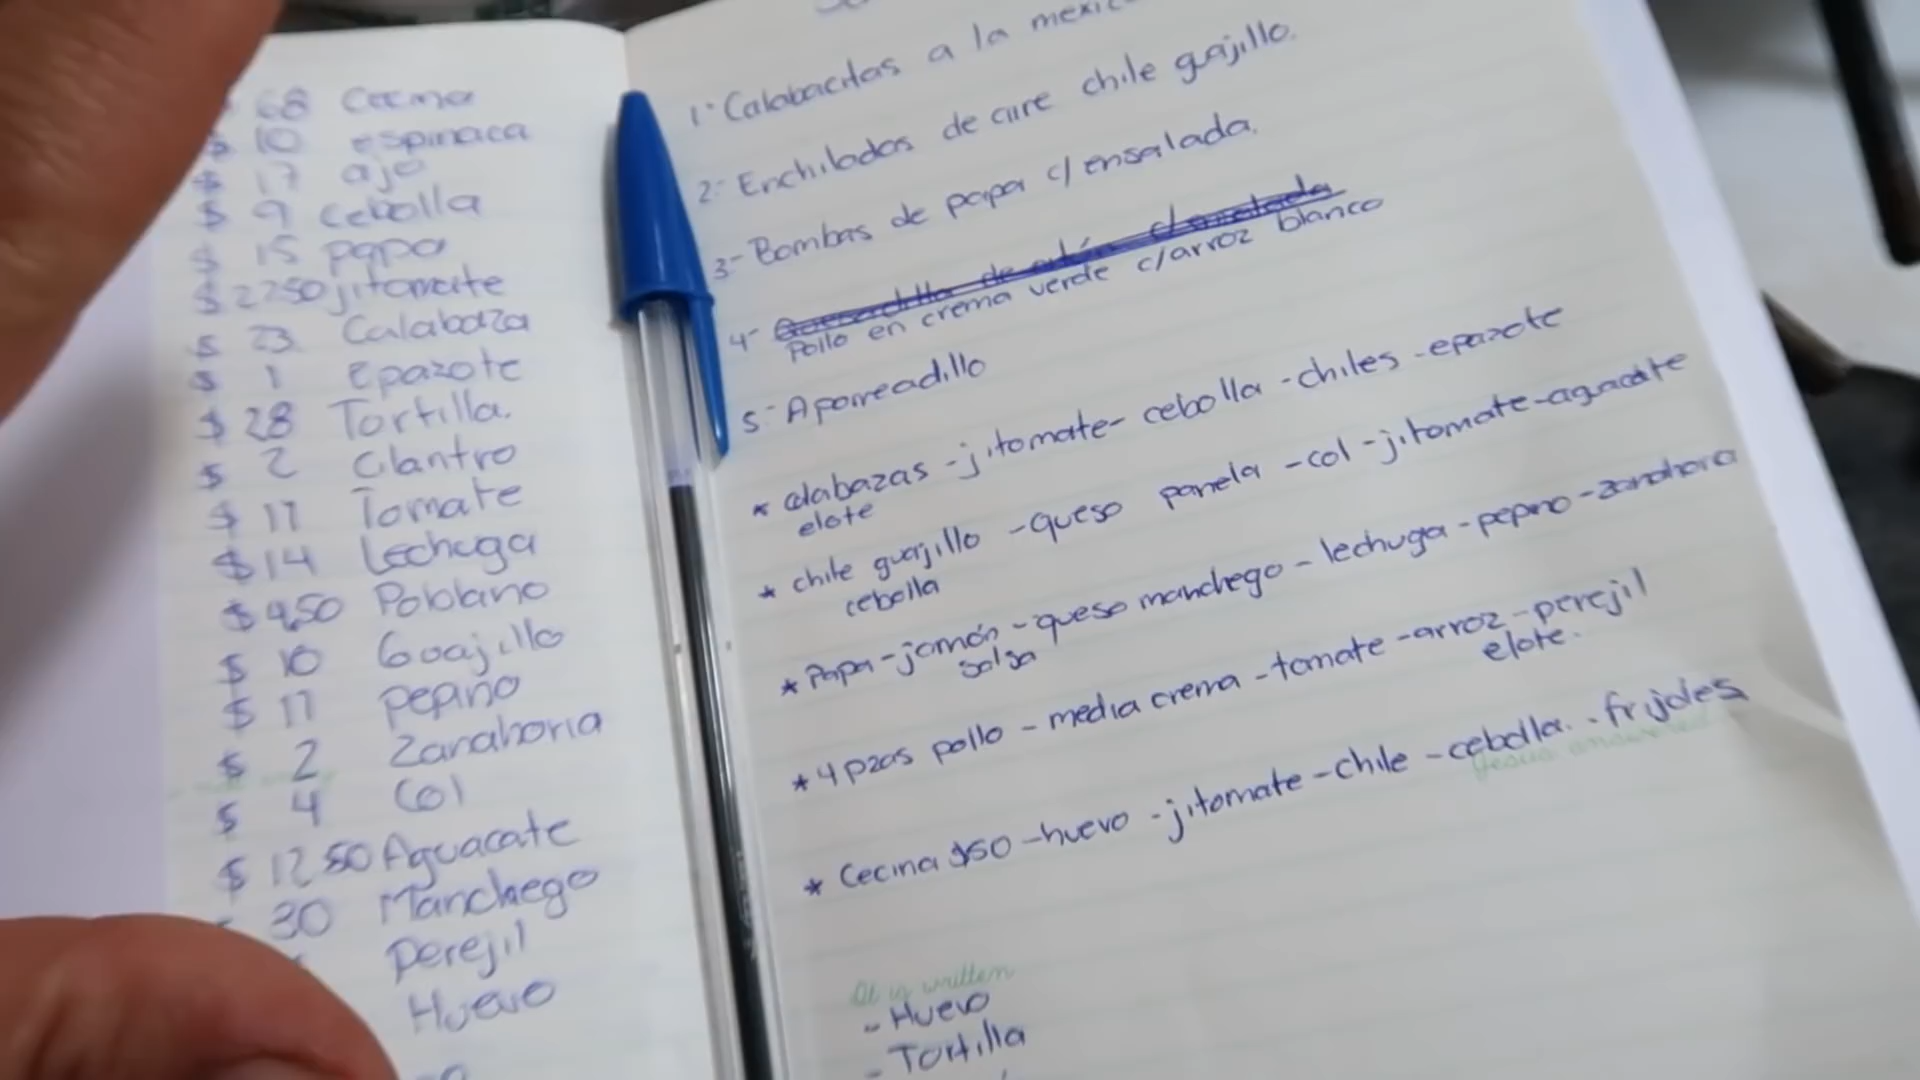 68 Cecina
$ 10 espinaca
$ 17 ajo
$ 9 Cebolla
$ 15 papa
$ 22 50 jitomate
$ 23 Calabaza
$ 1 Epazote
$ 28 Tortilla.
$ 2 Cilantro
$ 17 Tomate
$ 14 Lechuga
$ 9,50 Poblano
$ 10 Guajillo
$ 17 pepino
$ 2 Zanahoria
$ 4 Col
$ 12 50 Aguacate
30 Manchego
Perejil
Huevo
1- Calabacitas a la
2- Enchiladas de chile guajillo.
3- Bombas de papa c/ ensalada.
4- Pollo en crema verde c/arroz blanco
5- Aporreadillo
* calabazas - jitomate - cebolla - chiles - epazote
elote
* chile guajillo - queso panela - col - jitomate - aguacate
cebolla
* Papa - jamón - queso manchego - lechuga - pepino - zanahoria
salsa
* 4 pzas pollo - media crema - tomate - arroz - perejil
elote.
* Cecina $50 - huevo - jitomate - chile - cebolla. - frijoles
It is written
- Huevo
- Tortilla